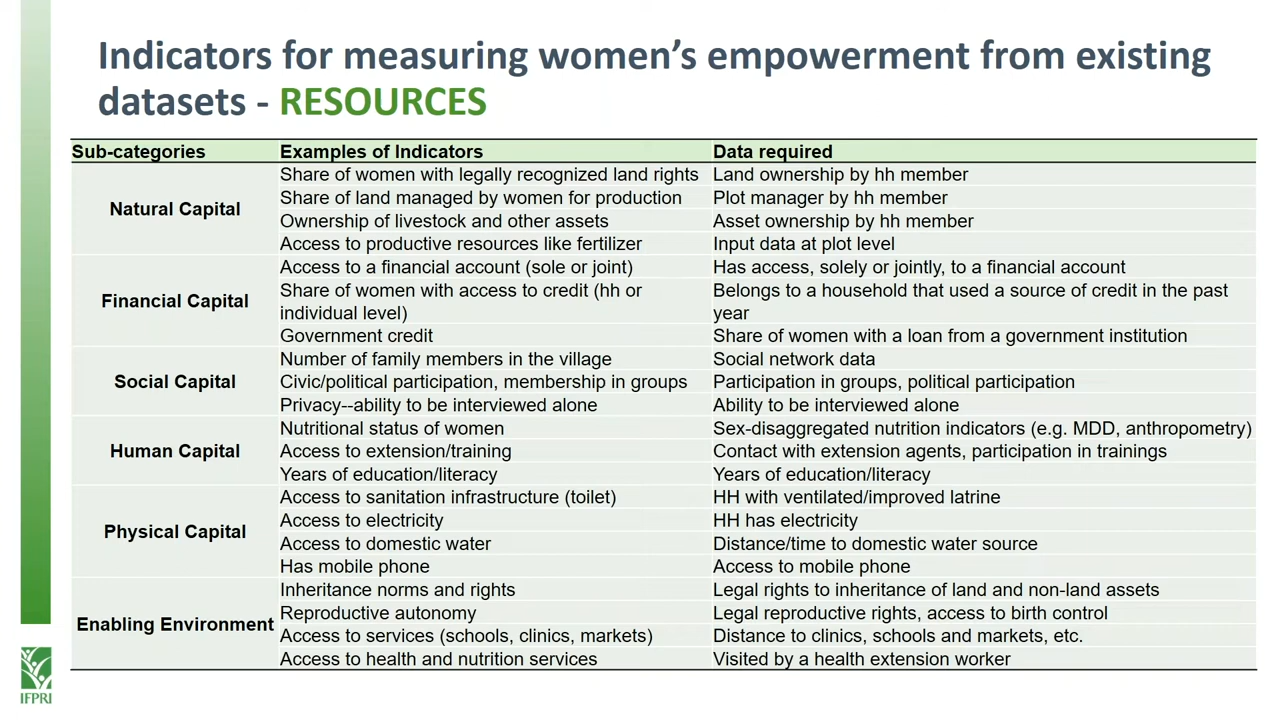 Indicators for measuring women's empowerment from existing
datasets - RESOURCES
Sub-categories Examples of Indicators Data required
Natural Capital
Share of women with legally recognized land rights Land ownership by hh member
Share of land managed by women for production Plot manager by hh member
Ownership of livestock and other assets Asset ownership by hh member
Access to productive resources like fertilizer Input data at plot level
Financial Capital
Access to a financial account (sole or joint) Has access, solely or jointly, to a financial account
Share of women with access to credit (hh or Belongs to a household that used a source of credit in the past
individual level) year
Government credit Share of women with a loan from a government institution
Social Capital
Number of family members in the village Social network data
Civic/political participation, membership in groups Participation in groups, political participation
Privacy--ability to be interviewed alone Ability to be interviewed alone
Human Capital
Nutritional status of women Sex-disaggregated nutrition indicators (e.g. MDD, anthropometry)
Access to extension/training Contact with extension agents, participation in trainings
Years of education/literacy Years of education/literacy
Physical Capital
Access to sanitation infrastructure (toilet) HH with ventilated/improved latrine
Access to electricity HH has electricity
Access to domestic water Distance/time to domestic water source
Has mobile phone Access to mobile phone
Enabling Environment
Inheritance norms and rights Legal rights to inheritance of land and non-land assets
Reproductive autonomy Legal reproductive rights, access to birth control
Access to services (schools, clinics, markets) Distance to clinics, schools and markets, etc.
Access to health and nutrition services Visited by a health extension worker
IFPRI